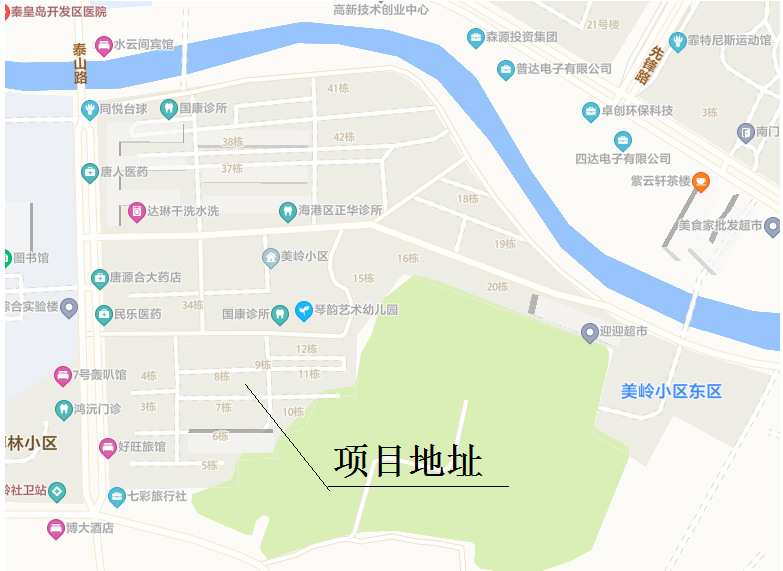 秦皇岛开发区医院
高新技术创业中心
21号楼
水云间宾馆
泰山路
森源投资集团
先锋路
霏特尼斯运动馆
普达电子有限公司
41栋
同悦台球
国康诊所
卓创环保科技
3栋
南门
38栋
42栋
四达电子有限公司
唐人医药
37栋
紫云轩茶楼
达琳干洗水洗
海港区正华诊所
18栋
美食家批发超市
19栋
图书馆
美岭小区
16栋
唐源合大药店
15栋
20栋
综合实验楼
34栋
民乐医药
国康诊所
琴韵艺术幼儿园
迎迎超市
12栋
9栋
7号轰趴馆
4栋
8栋
11栋
美岭小区东区
3栋
7栋
10栋
鸿沅门诊
6栋
林小区
好旺旅馆
项目地址
5栋
岭社卫站
七彩旅行社
博大酒店